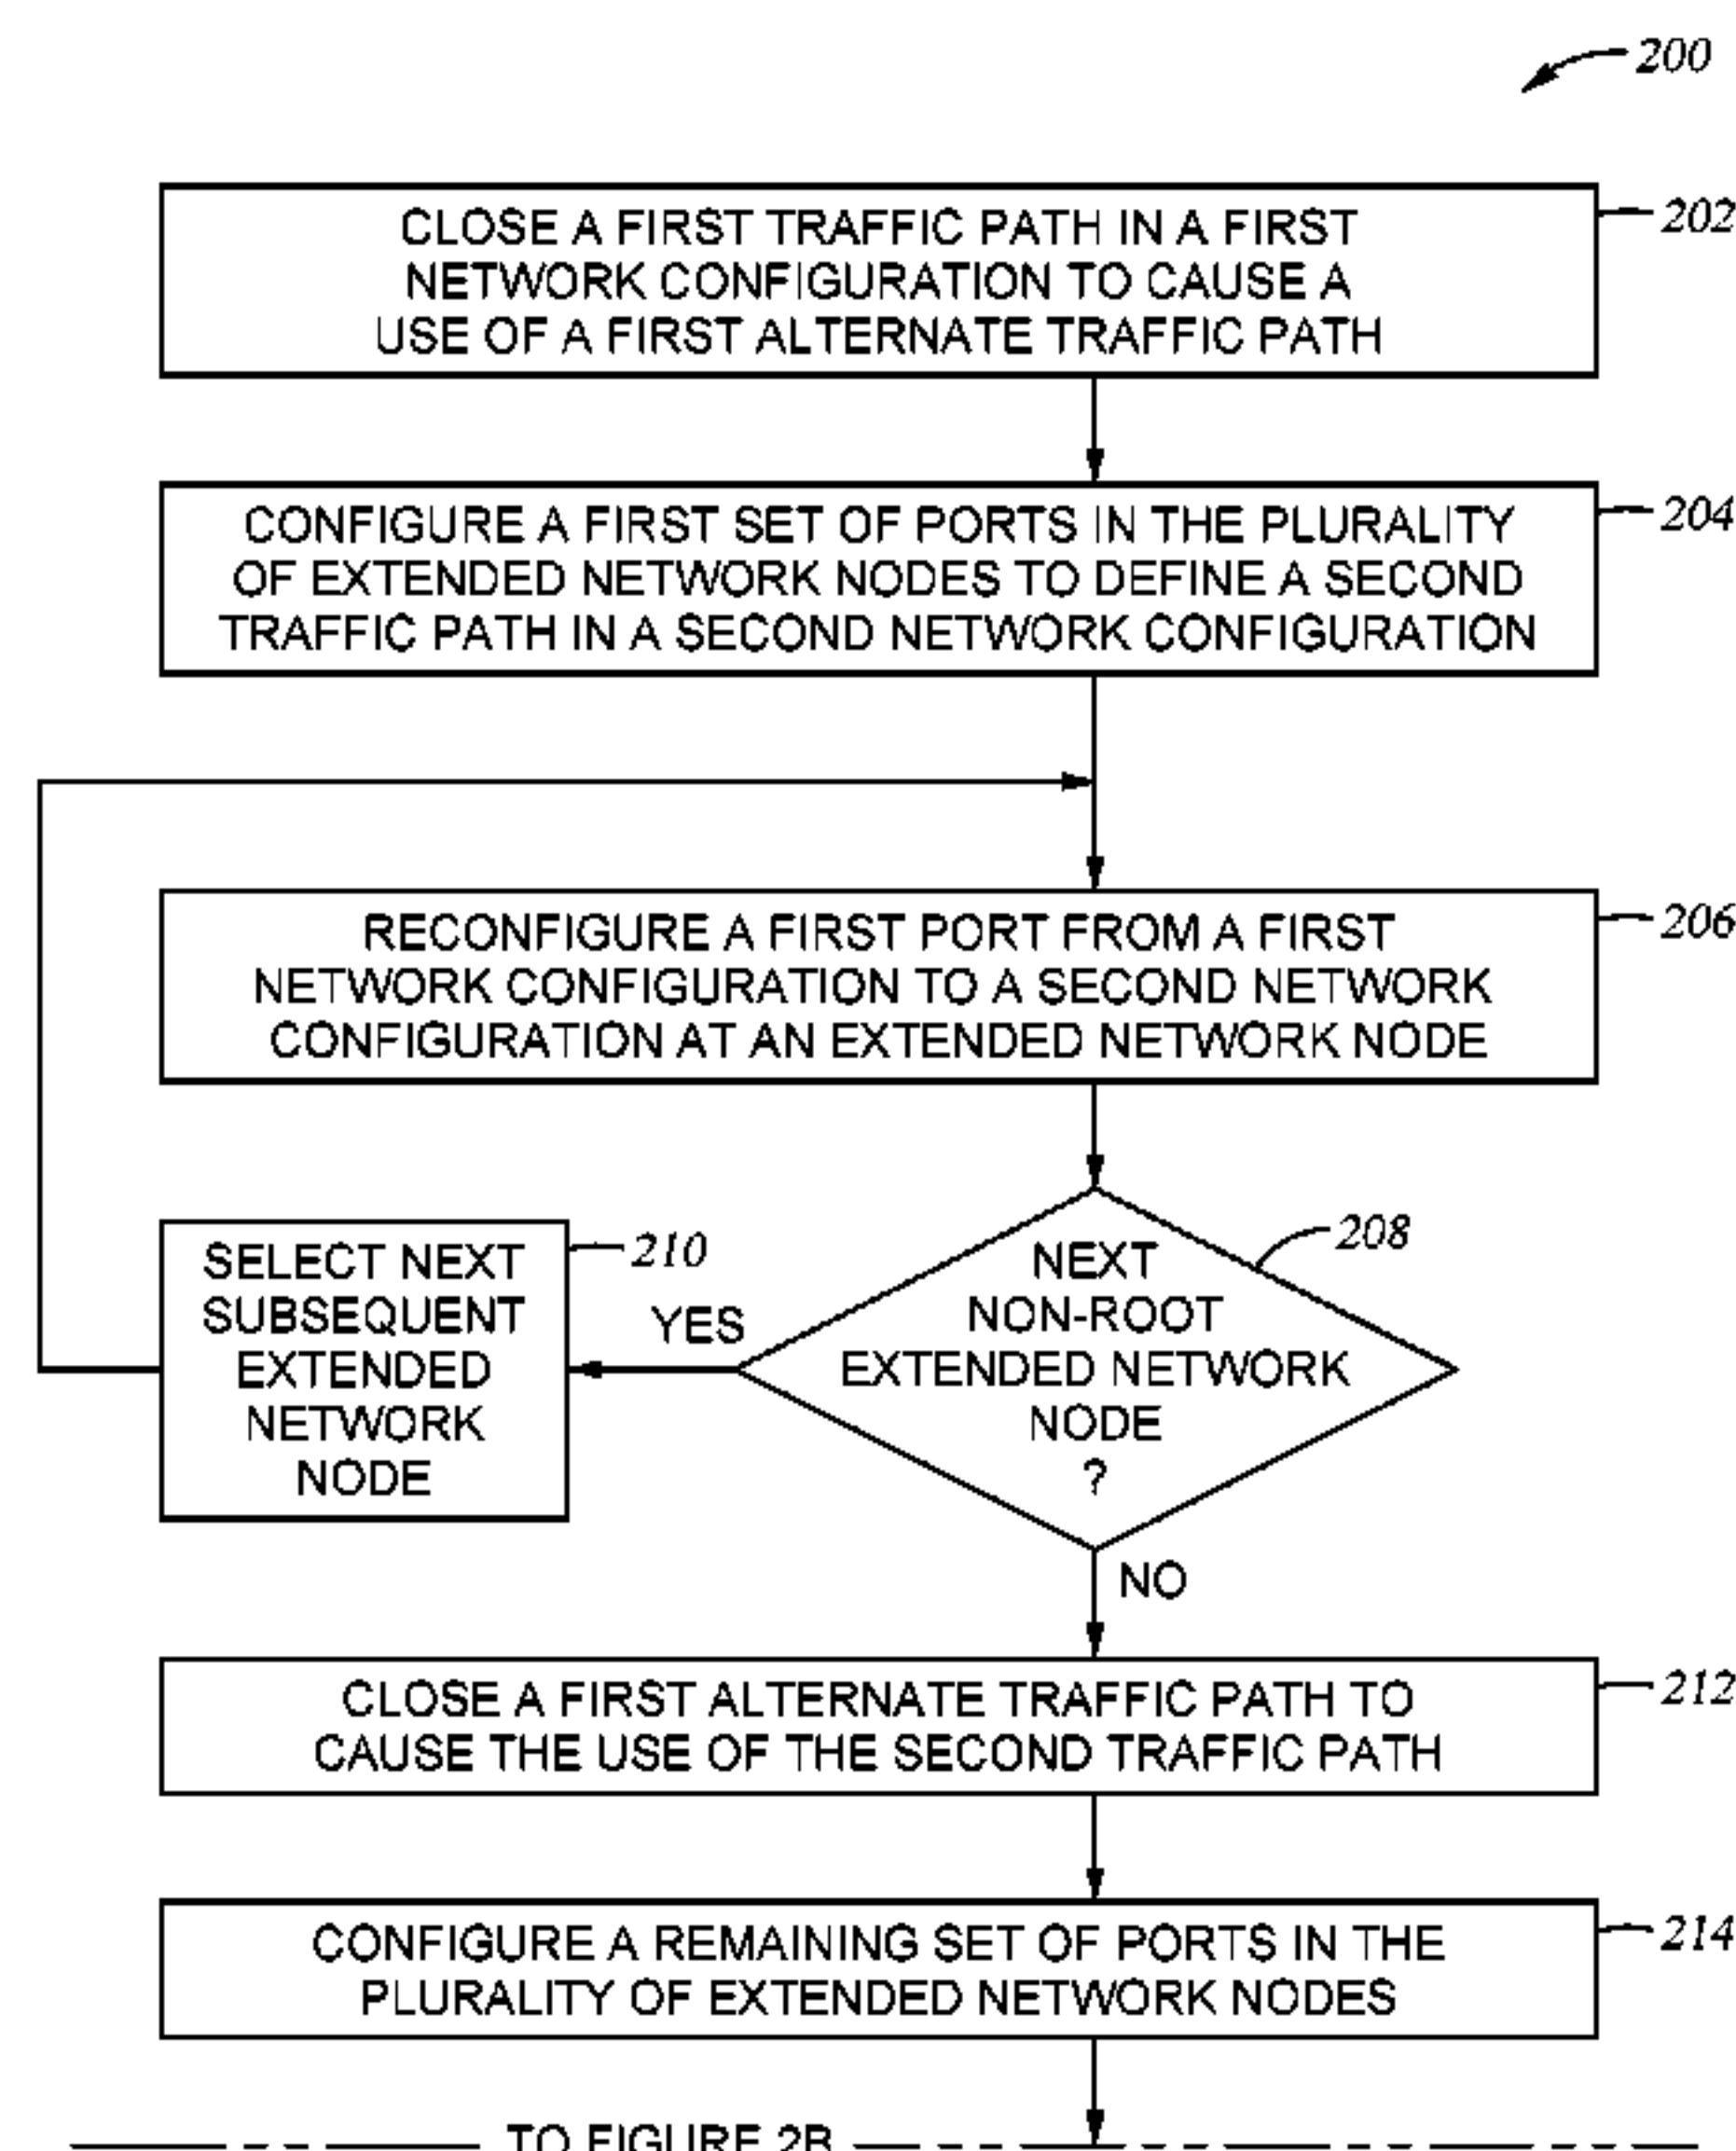 200
CLOSE A FIRST TRAFFIC PATH IN A FIRST
NETWORK CONFIGURATION TO CAUSE A
USE OF A FIRST ALTERNATE TRAFFIC PATH
202
CONFIGURE A FIRST SET OF PORTS IN THE PLURALITY
OF EXTENDED NETWORK NODES TO DEFINE A SECOND
TRAFFIC PATH IN A SECOND NETWORK CONFIGURATION
204
RECONFIGURE A FIRST PORT FROM A FIRST
NETWORK CONFIGURATION TO A SECOND NETWORK
CONFIGURATION AT AN EXTENDED NETWORK NODE
206
NEXT
NON-ROOT
EXTENDED NETWORK
NODE
?
208
YES
SELECT NEXT
SUBSEQUENT
EXTENDED
NETWORK
NODE
210
NO
CLOSE A FIRST ALTERNATE TRAFFIC PATH TO
CAUSE THE USE OF THE SECOND TRAFFIC PATH
212
CONFIGURE A REMAINING SET OF PORTS IN THE
PLURALITY OF EXTENDED NETWORK NODES
214
TO FIGURE 2B